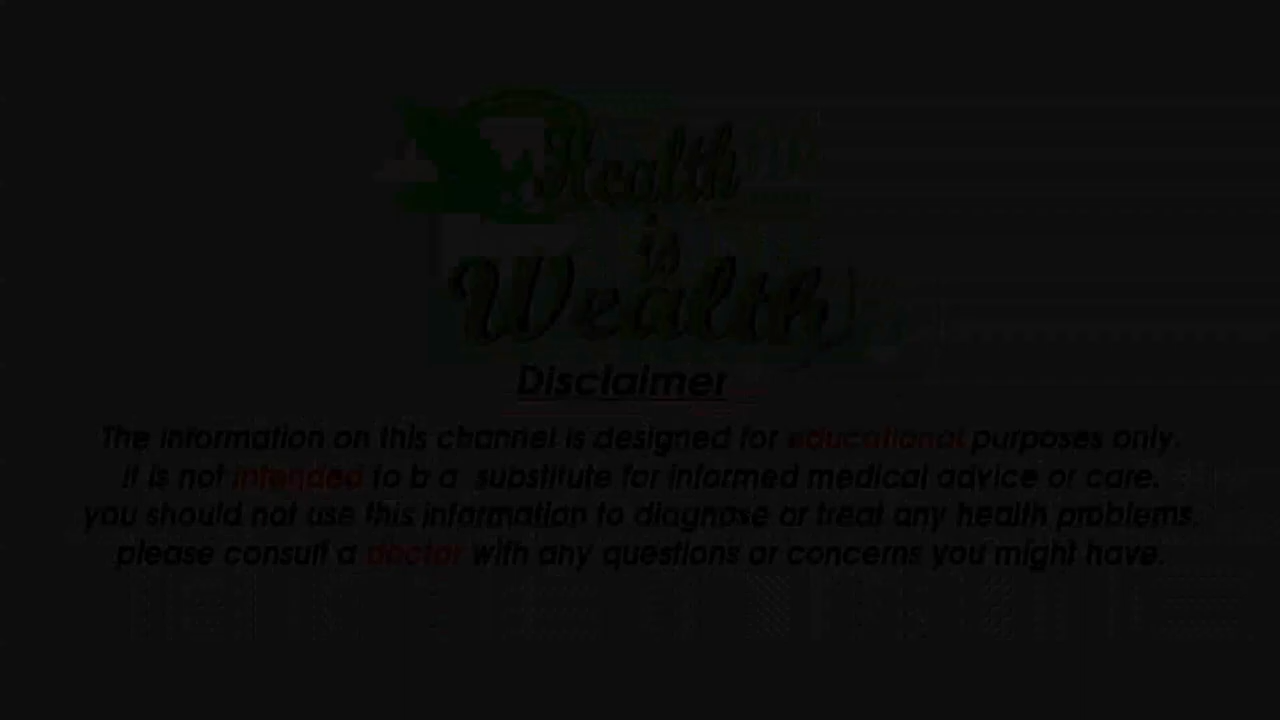 Health
is
Wealth
Disclaimer
The information on this channel is designed for educational purposes only.
it is not intended to b a substitute for informed medical advice or care.
you should not use this information to diagnose or treat any health problems.
please consult a doctor with any questions or concerns you might have.